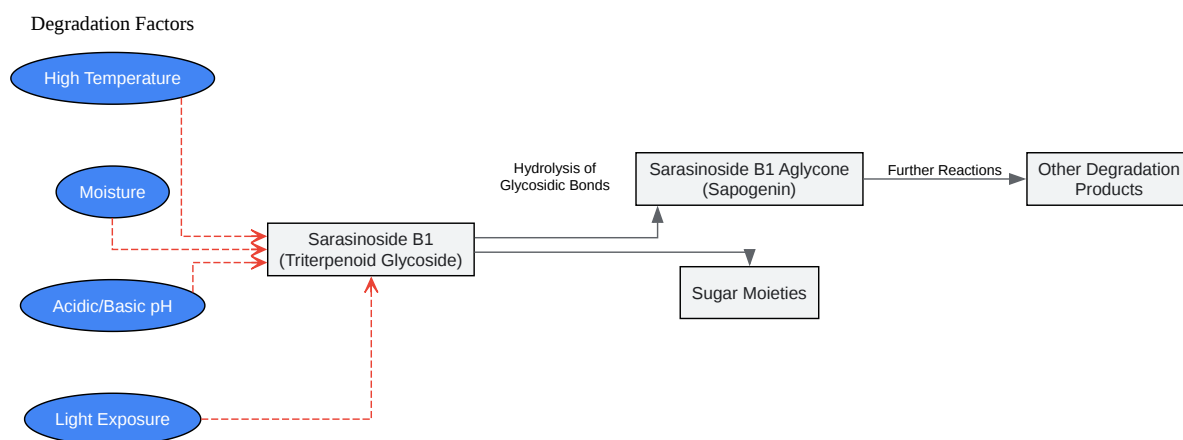 Degradation Factors
High Temperature
Moisture
Acidic/Basic pH
Light Exposure
Sarasinoside B1
(Triterpenoid Glycoside)
Hydrolysis of
Glycosidic Bonds
Sarasinoside B1 Aglycone
(Sapogenin)
Sugar Moieties
Further Reactions
Other Degradation
Products